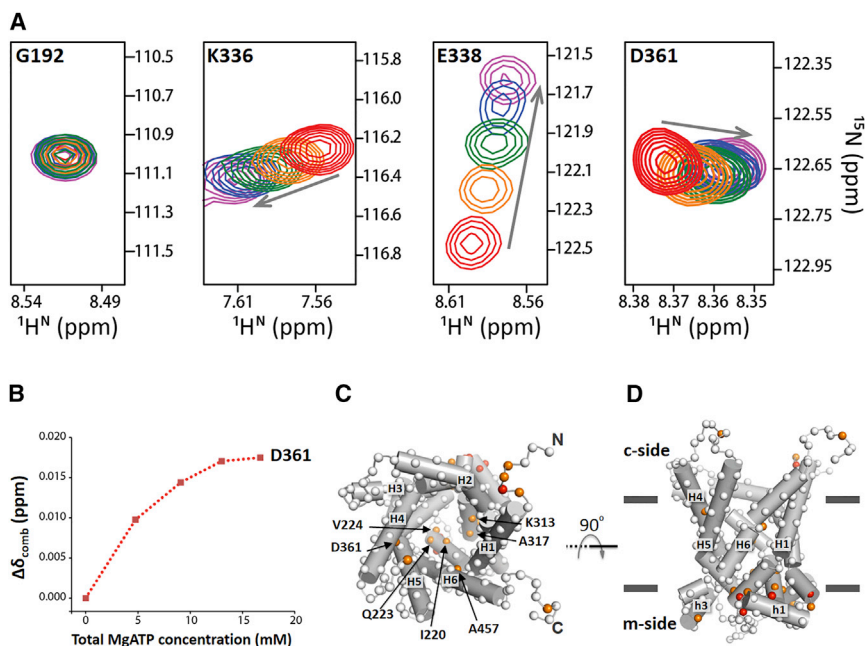 A
G192
110.5
110.7
110.9
111.1
111.3
111.5
8.54 8.49
¹Hᴺ (ppm)
K336
115.8
116.0
116.2
116.4
116.6
116.8
7.61 7.56
¹Hᴺ (ppm)
E338
121.5
121.7
121.9
122.1
122.3
122.5
8.61 8.56
¹Hᴺ (ppm)
D361
122.35
122.55
122.65
122.75
122.95
¹⁵N (ppm)
8.38 8.37 8.36 8.35
¹Hᴺ (ppm)
B
0.020
0.015
0.010
0.005
0.000
Δδcomb (ppm)
D361
0 5 10 15 20
Total MgATP concentration (mM)
C
N
H2
H3
H4
V224
K313
A317
H1
D361
H5
H6
Q223
I220
A457
C
90°
D
c-side
H4
H5
H6
H1
h3
h1
m-side